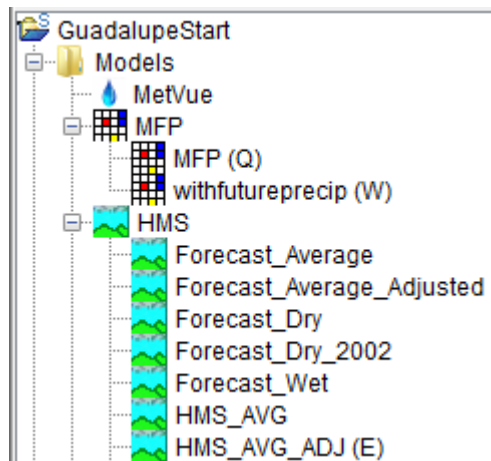 GuadalupeStart
Models
MetVue
MFP
MFP (Q)
withfutureprecip (W)
HMS
Forecast_Average
Forecast_Average_Adjusted
Forecast_Dry
Forecast_Dry_2002
Forecast_Wet
HMS_AVG
HMS_AVG_ADJ (E)